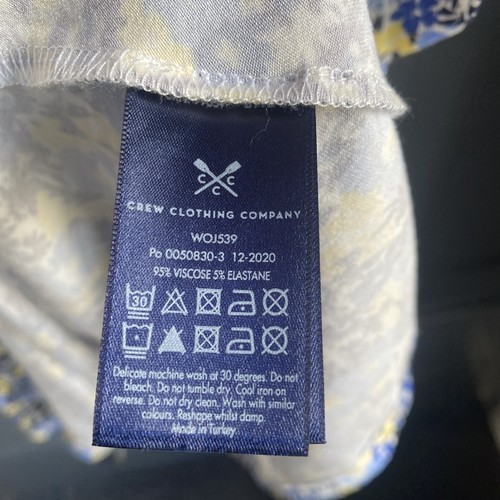 C C
C
CREW CLOTHING COMPANY
WOJ539
Po 0050830-3 12-2020
95% VISCOSE 5% ELASTANE
30
Delicate machine wash at 30 degrees. Do not
bleach. Do not tumble dry. Cool iron on
reverse. Do not dry clean. Wash with similar
colours. Reshape whilst damp.
Made in Turkey